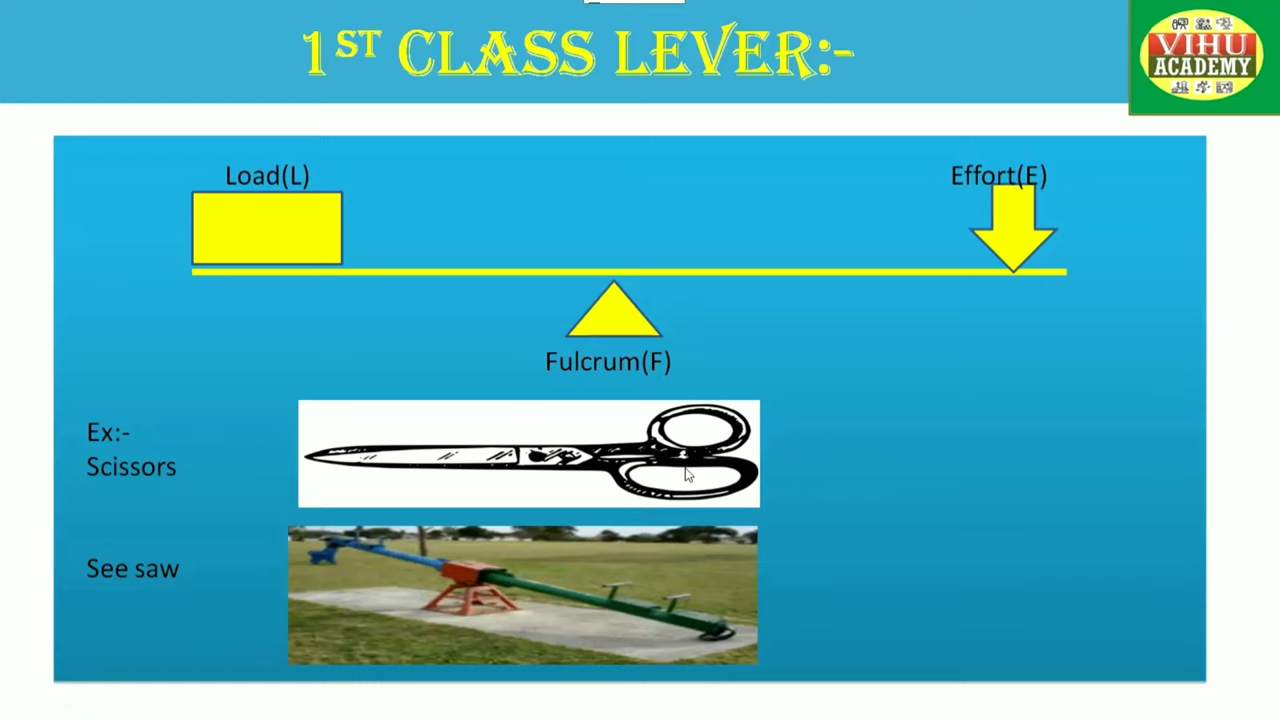 1ST CLASS LEVER:-
VIHU
ACADEMY
Load(L)
Effort(E)
Fulcrum(F)
Ex:-
Scissors
See saw